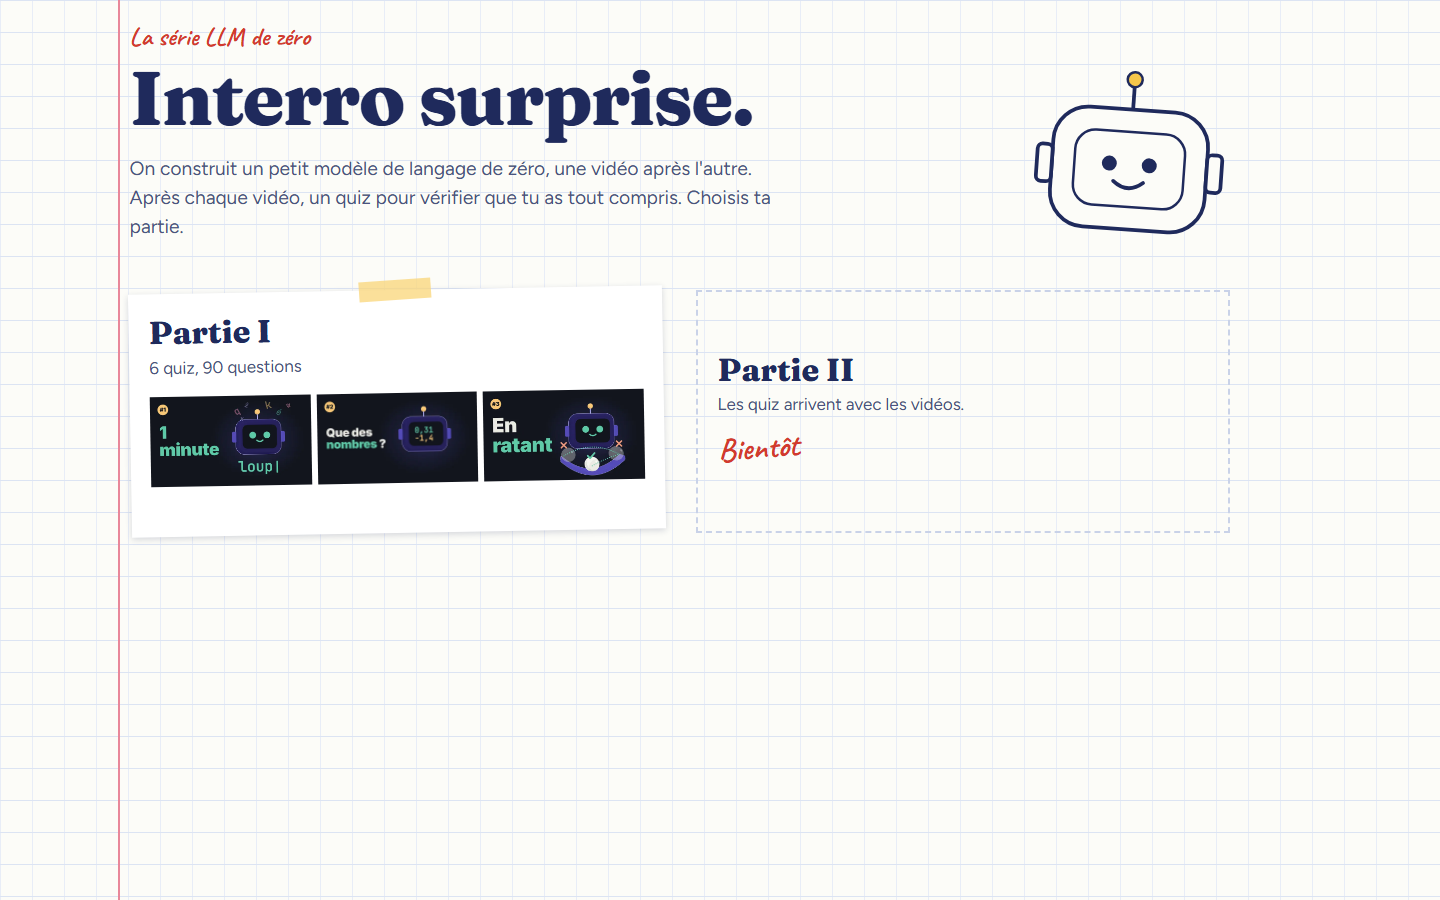 La série LLM de zéro
Interro surprise.
On construit un petit modèle de langage de zéro, une vidéo après l'autre.
Après chaque vidéo, un quiz pour vérifier que tu as tout compris. Choisis ta
partie.
Partie I
6 quiz, 90 questions
#1
1
minute
loup|
#2
Que des
nombres ?
0,31
-1,4
#3
En
ratant
Partie II
Les quiz arrivent avec les vidéos.
Bientôt